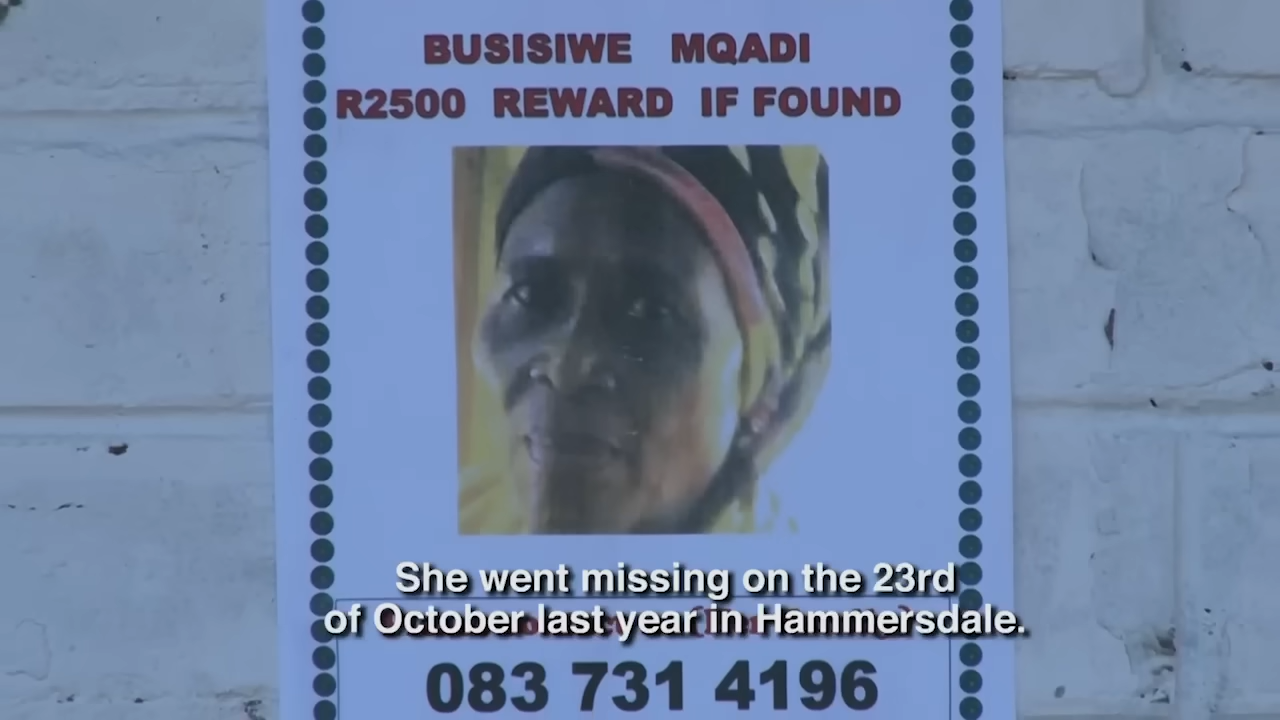 BUSISIWE MQADI
R2500 REWARD IF FOUND
She went missing on the 23rd
of October last year in Hammersdale.
083 731 4196